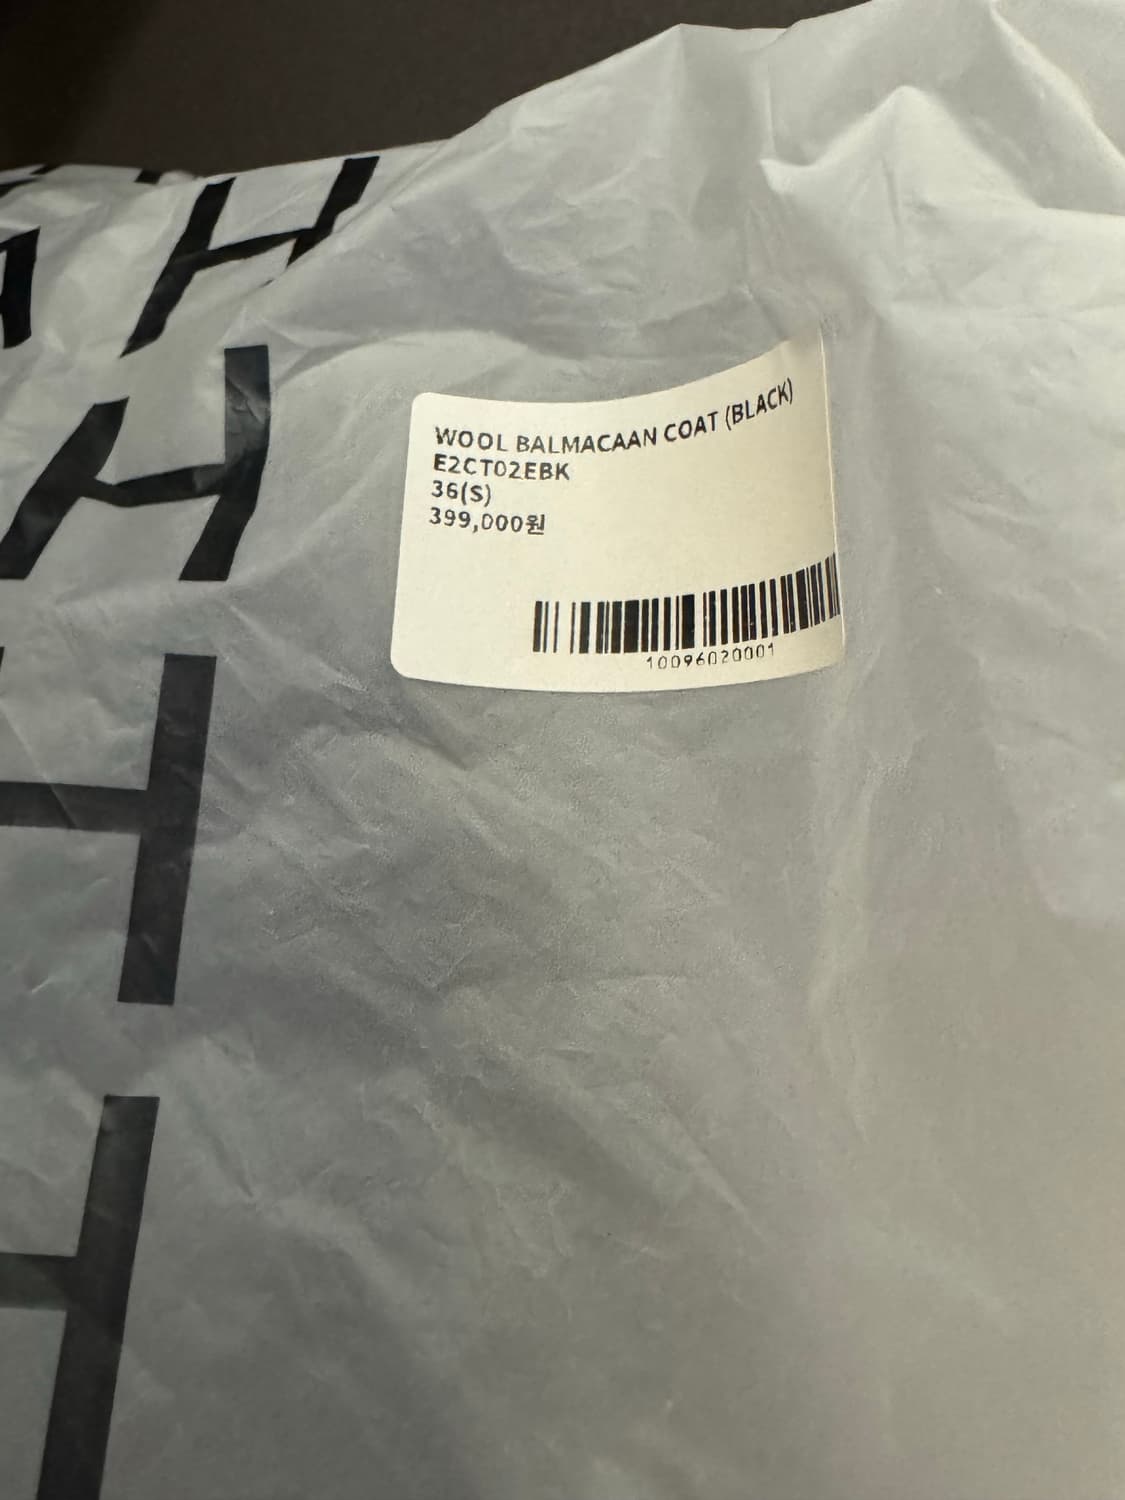 H
H
H
H
WOOL BALMACAAN COAT (BLACK)
E2CT02EBK
36(S)
399,000원
10096020001